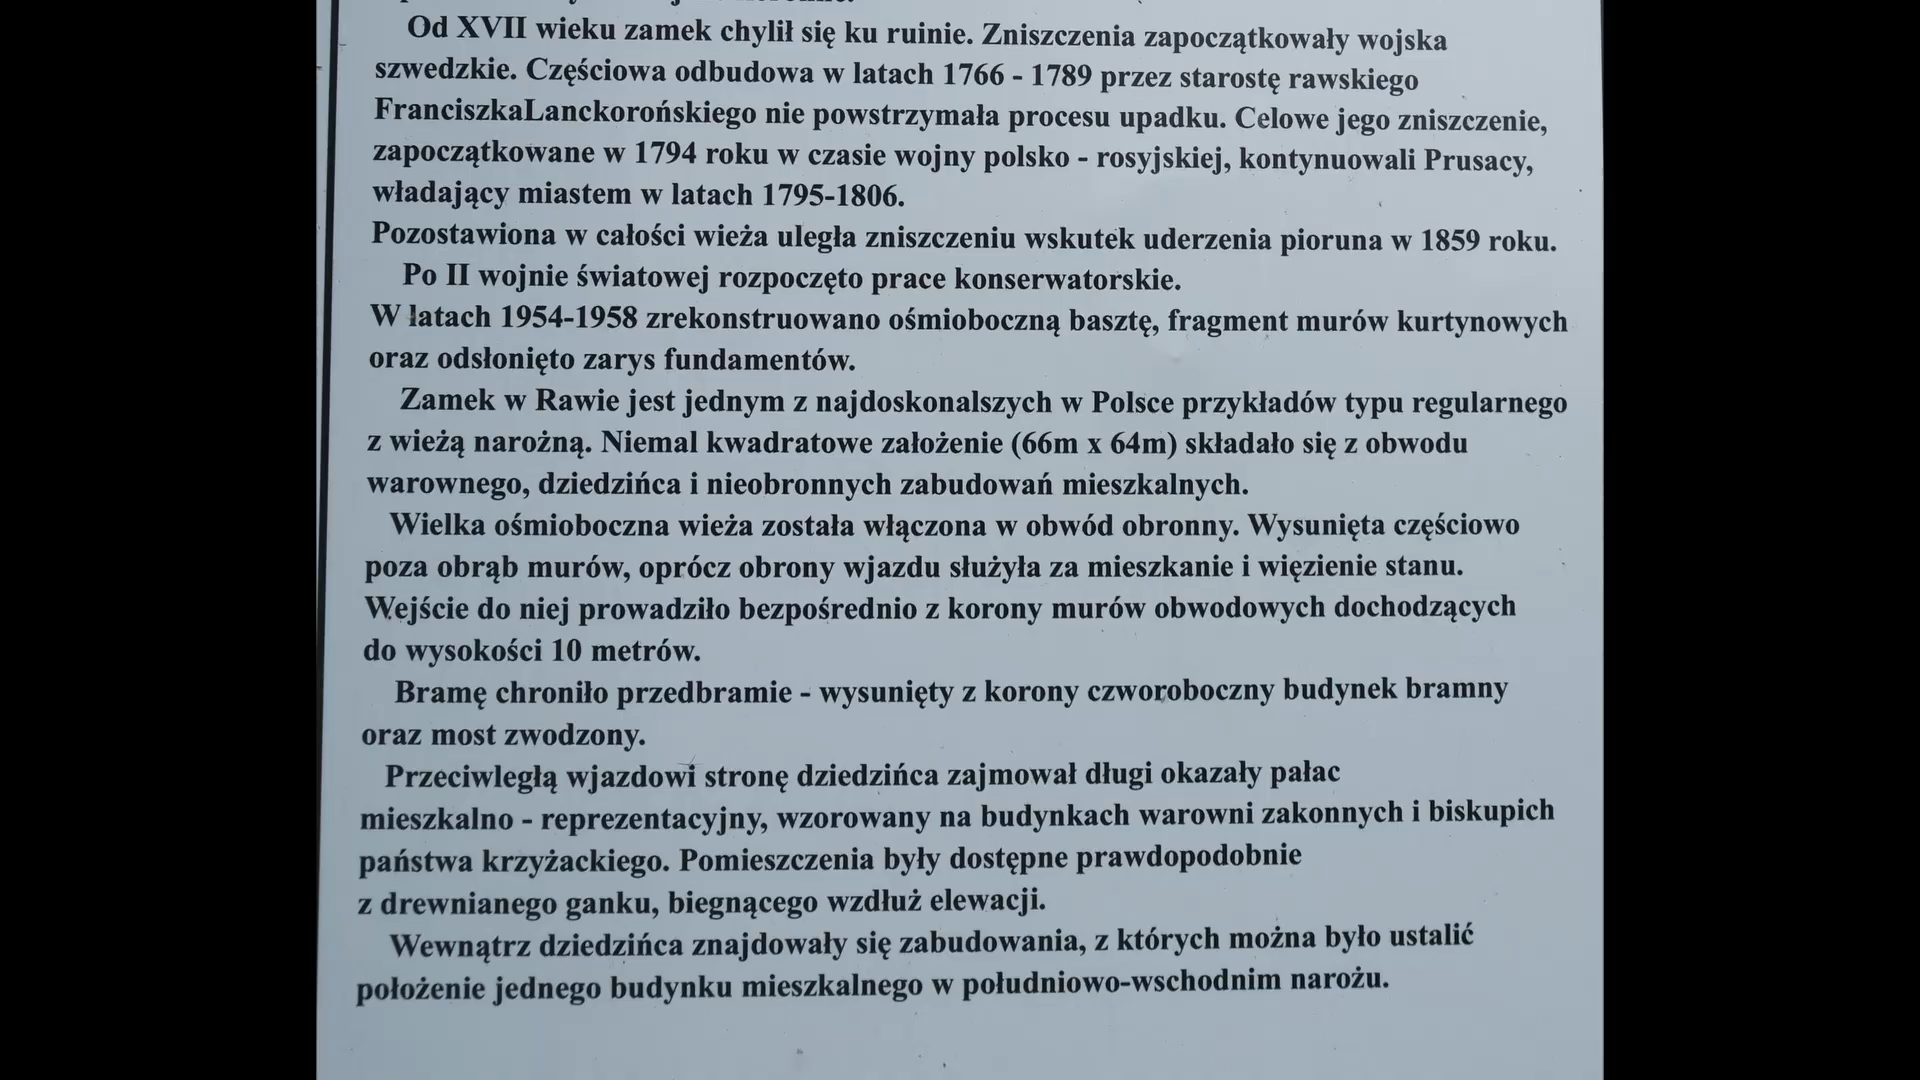 Od XVII wieku zamek chylił się ku ruinie. Zniszczenia zapoczątkowały wojska
szwedzkie. Częściowa odbudowa w latach 1766 - 1789 przez starostę rawskiego
FranciszkaLanckorońskiego nie powstrzymała procesu upadku. Celowe jego zniszczenie,
zapoczątkowane w 1794 roku w czasie wojny polsko - rosyjskiej, kontynuowali Prusacy,
władający miastem w latach 1795-1806.
Pozostawiona w całości wieża uległa zniszczeniu wskutek uderzenia pioruna w 1859 roku.
Po II wojnie światowej rozpoczęto prace konserwatorskie.
W latach 1954-1958 zrekonstruowano ośmioboczną basztę, fragment murów kurtynowych
oraz odsłonięto zarys fundamentów.
Zamek w Rawie jest jednym z najdoskonalszych w Polsce przykładów typu regularnego
z wieżą narożną. Niemal kwadratowe założenie (66m x 64m) składało się z obwodu
warownego, dziedzińca i nieobronnych zabudowań mieszkalnych.
Wielka ośmioboczna wieża została włączona w obwód obronny. Wysunięta częściowo
poza obrąb murów, oprócz obrony wjazdu służyła za mieszkanie i więzienie stanu.
Wejście do niej prowadziło bezpośrednio z korony murów obwodowych dochodzących
do wysokości 10 metrów.
Bramę chroniło przedbramie - wysunięty z korony czworoboczny budynek bramny
oraz most zwodzony.
Przeciwległą wjazdowi stronę dziedzińca zajmował długi okazały pałac
mieszkalno - reprezentacyjny, wzorowany na budynkach warowni zakonnych i biskupich
państwa krzyżackiego. Pomieszczenia były dostępne prawdopodobnie
z drewnianego ganku, biegnącego wzdłuż elewacji.
Wewnątrz dziedzińca znajdowały się zabudowania, z których można było ustalić
położenie jednego budynku mieszkalnego w południowo-wschodnim narożu.